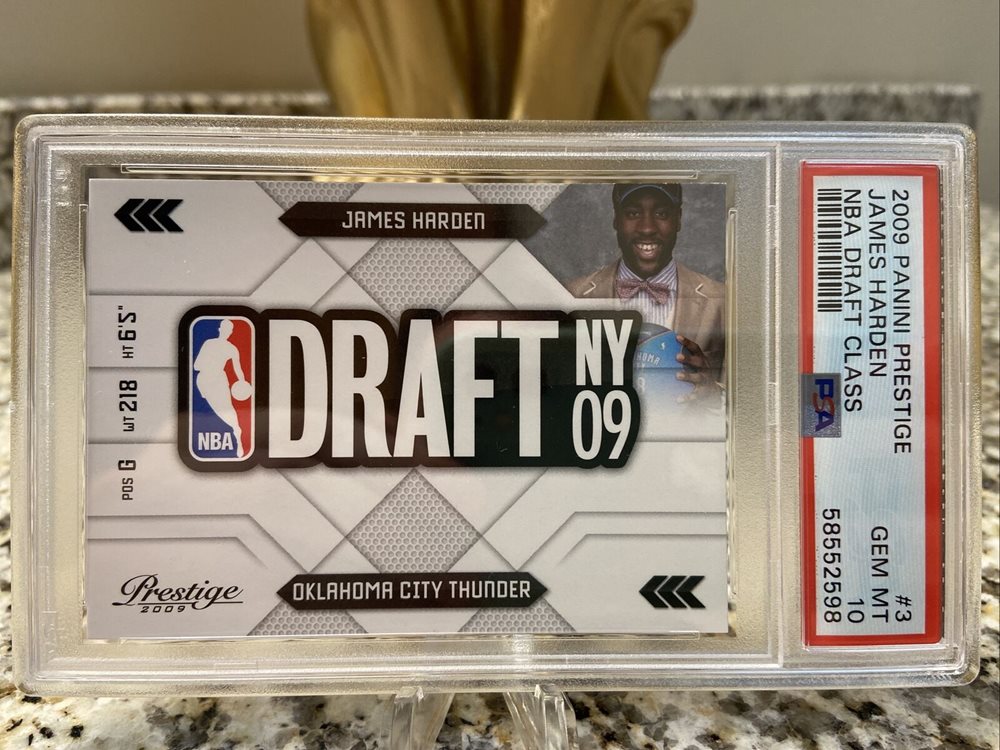 JAMES HARDEN
HT 6'5"
WT 218
POS G
NBA
DRAFT
NY
09
Prestige
2009
OKLAHOMA CITY THUNDER
2009 PANINI PRESTIGE #3
JAMES HARDEN GEM MT
NBA DRAFT CLASS 10
PSA 58552598